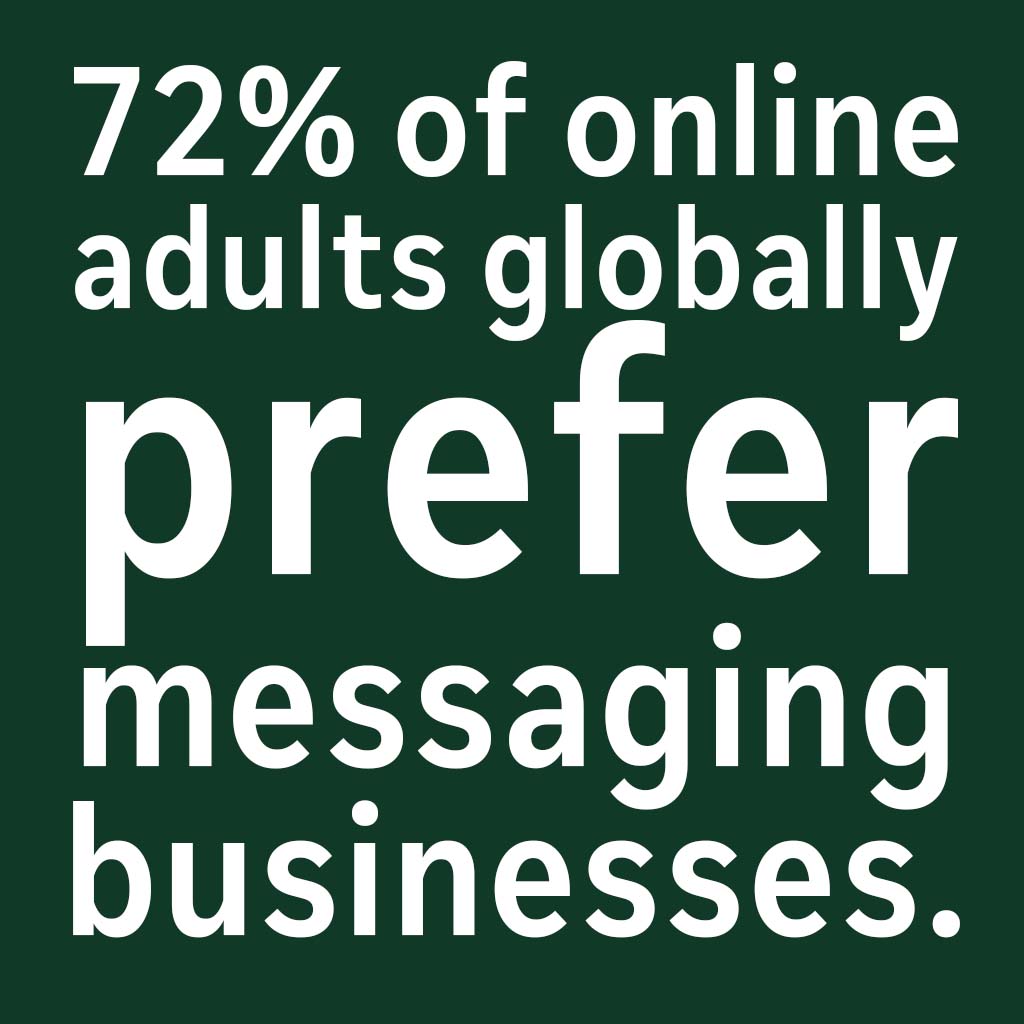 72% of online
adults globally
prefer
messaging
businesses.